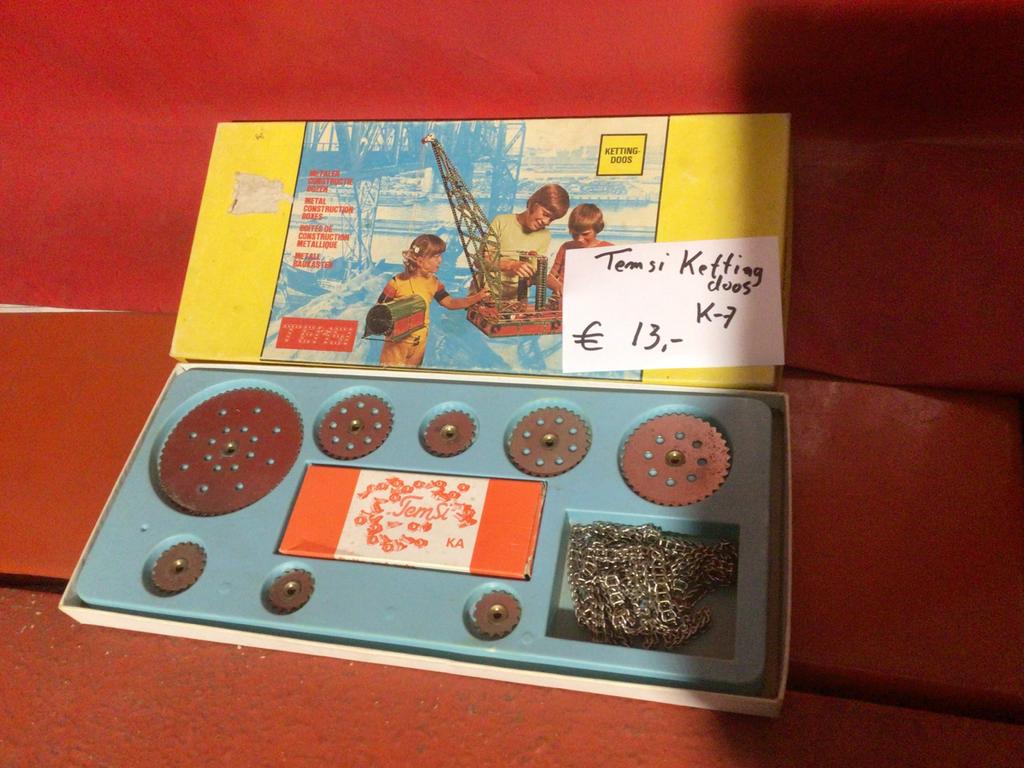 KETTING-
DOOS
METALEN
CONSTRUCTIE
DOZEN
METAL
CONSTRUCTION
BOXES
BOITES DE
CONSTRUCTION
METALLIQUE
METALL
BAUKASTEN
TEMSI
Temsi Ketting
doos
K-7
€ 13,-
Temsi
KA